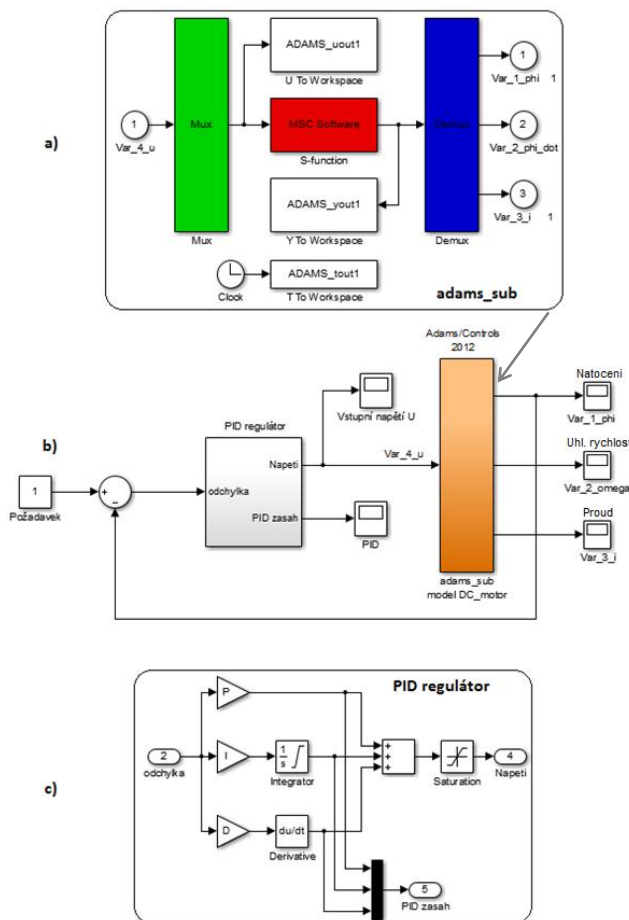 ADAMS_uout1
1
U To Workspace
Var_1_phi 1
a)
1
Mux
MSC Software
Demux
2
Var_4_u
S-function
Var_2_phi_dot
ADAMS_yout1
3
Mux
Y To Workspace
Demux
Var_3_i 1
ADAMS_tout1
Clock
T To Workspace
adams_sub
Adams/Controls
2012
Natoceni
Vstupní napětí U
Var_1_phi
b)
PID regulátor
Uhl. rychlost
Napeti
Var_4_u
1
+
−
odchylka
Var_2_omega
Požadavek
PID zasah
Proud
PID
Var_3_i
adams_sub
model DC_motor
PID regulátor
P
+
2
I
1
s
+
4
odchylka
Integrator
+
Saturation
Napeti
c)
D
du/dt
Derivative
5
PID zasah